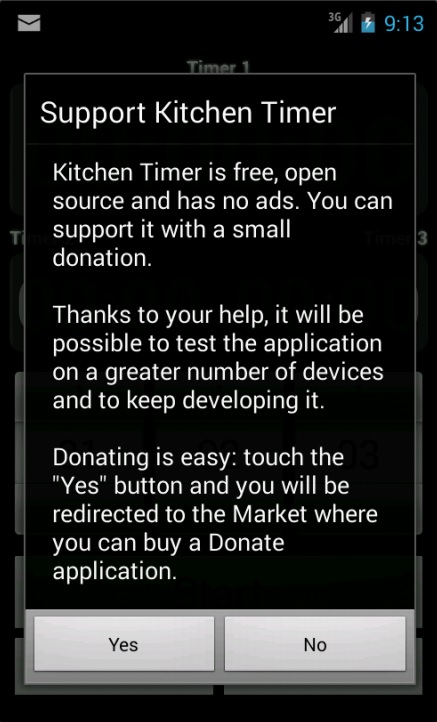 3G 9:13
Timer 1
Support Kitchen Timer
Kitchen Timer is free, open
source and has no ads. You can
support it with a small
donation.
Thanks to your help, it will be
possible to test the application
on a greater number of devices
and to keep developing it.
Donating is easy: touch the
"Yes" button and you will be
redirected to the Market where
you can buy a Donate
application.
Yes
No